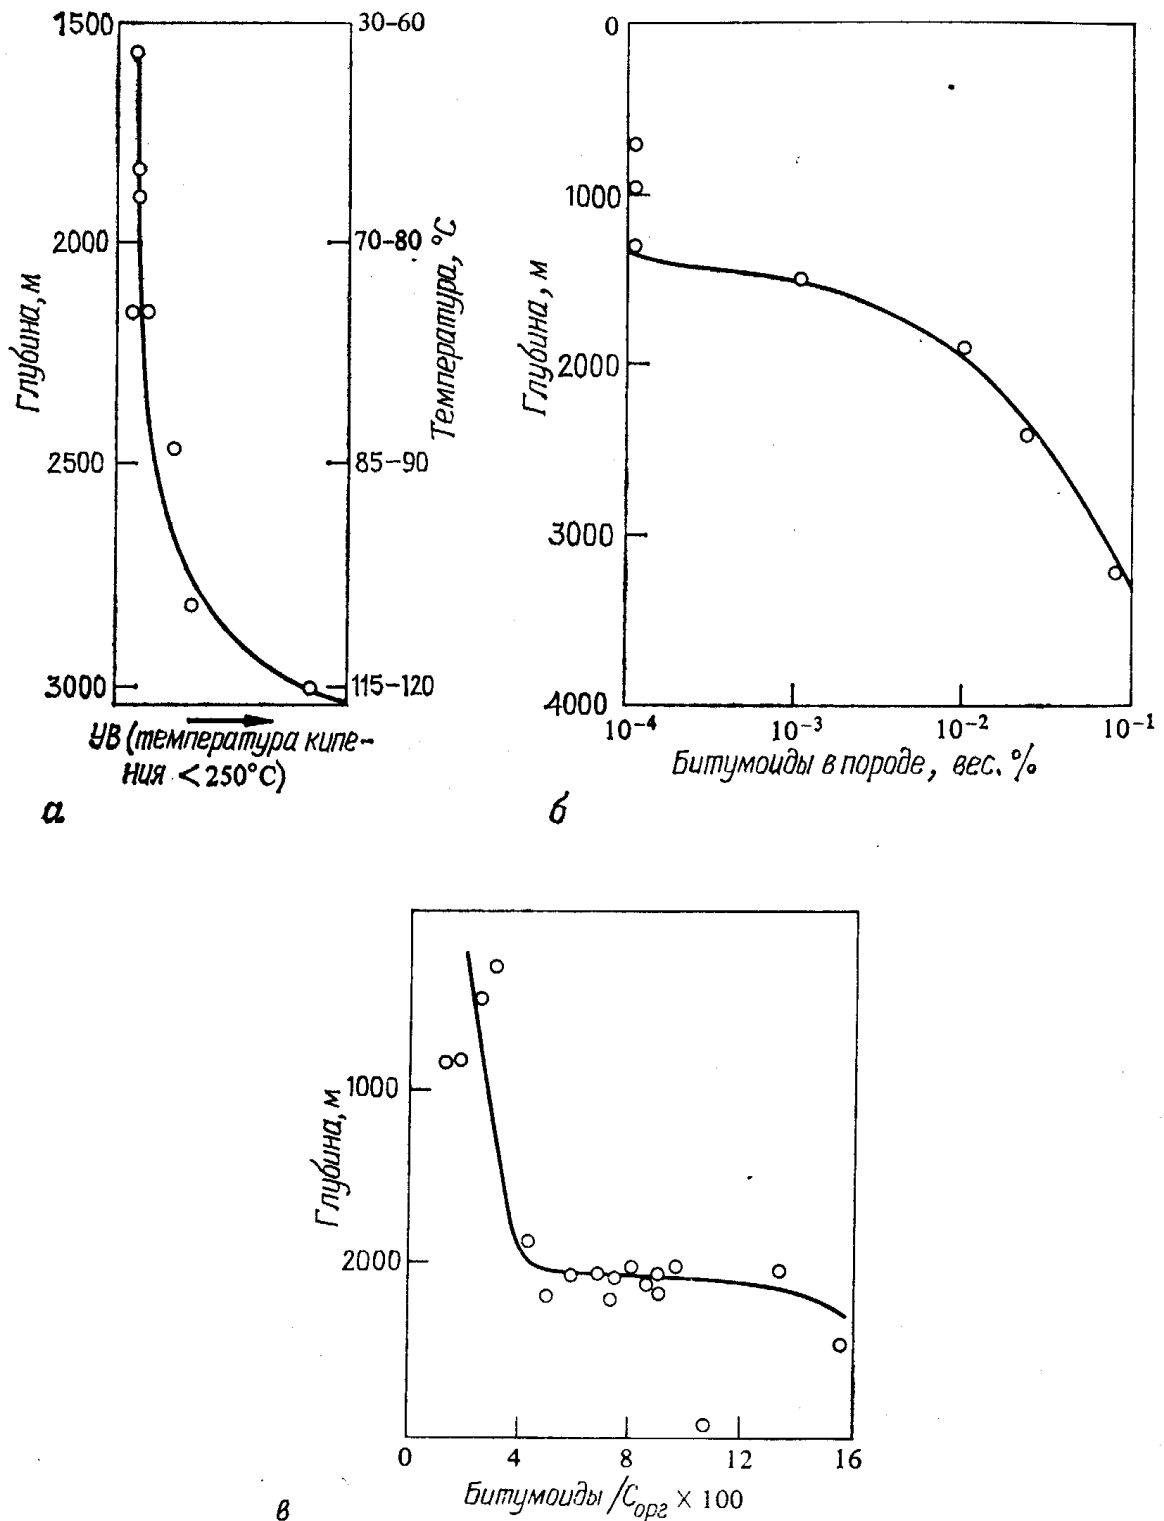 1500
30–60
Глубина, м
2000
70–80
Температура, °С
2500
85–90
3000
115–120
УВ (температура кипе-
ния < 250°С)
а
0
1000
Глубина, м
2000
3000
4000
10⁻⁴
10⁻³
10⁻²
10⁻¹
Битумоиды в породе, вес. %
б
Глубина, м
1000
2000
0
4
8
12
16
Битумоиды /Cорг × 100
в